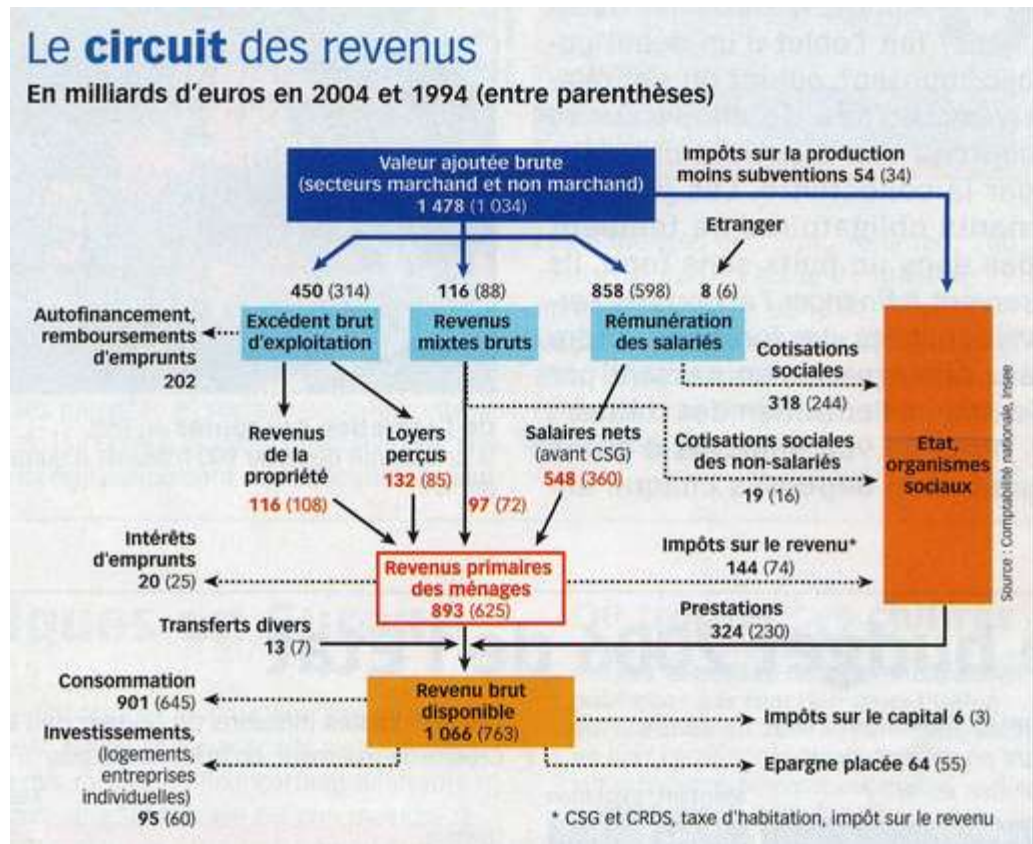 Le circuit des revenus
En milliards d'euros en 2004 et 1994 (entre parenthèses)
Valeur ajoutée brute
(secteurs marchand et non marchand)
1 478 (1 034)
Impôts sur la production
moins subventions 54 (34)
Etranger
450 (314)
116 (88)
858 (598)
8 (6)
Autofinancement,
remboursements
d'emprunts
202
Excédent brut
d'exploitation
Revenus
mixtes bruts
Rémunération
des salariés
Cotisations
sociales
318 (244)
Revenus
de la
propriété
116 (108)
Loyers
perçus
132 (85)
97 (72)
Salaires nets
(avant CSG)
548 (360)
Cotisations sociales
des non-salariés
19 (16)
Etat,
organismes
sociaux
Source : Comptabilité nationale, Insee
Intérêts
d'emprunts
20 (25)
Revenus primaires
des ménages
893 (625)
Impôts sur le revenu*
144 (74)
Transferts divers
13 (7)
Prestations
324 (230)
Consommation
901 (645)
Revenu brut
disponible
1 066 (763)
Impôts sur le capital 6 (3)
Investissements,
(logements,
entreprises
individuelles)
95 (60)
Epargne placée 64 (55)
* CSG et CRDS, taxe d'habitation, impôt sur le revenu